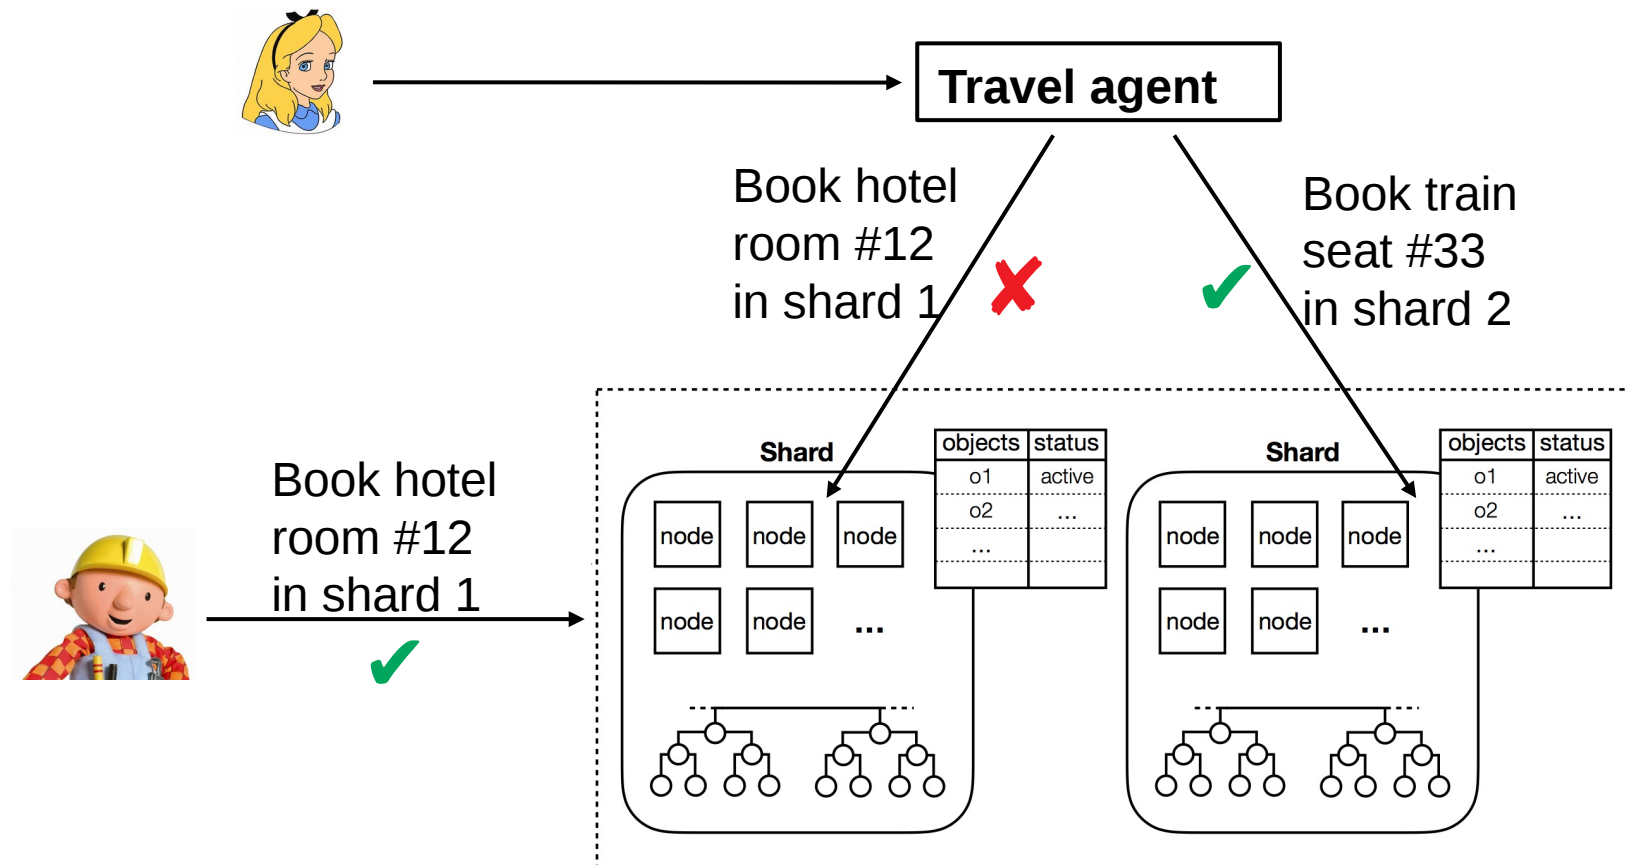 Travel agent
Book hotel
room #12
in shard 1
✘
✔
Book train
seat #33
in shard 2
Book hotel
room #12
in shard 1
✔
Shard
objects status
o1 active
o2 ...
...
node node node
node node ...
Shard
objects status
o1 active
o2 ...
...
node node node
node node ...